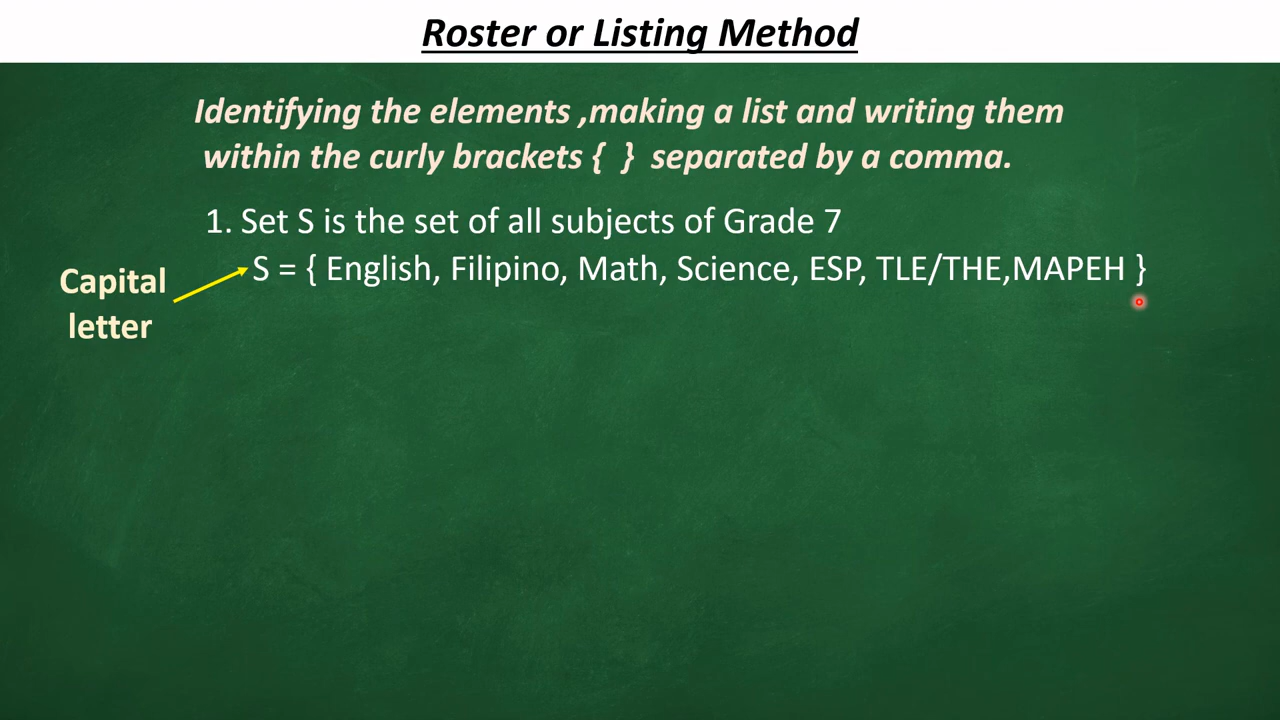 Roster or Listing Method
Identifying the elements ,making a list and writing them
within the curly brackets { } separated by a comma.
1. Set S is the set of all subjects of Grade 7
S = { English, Filipino, Math, Science, ESP, TLE/THE,MAPEH }
Capital
letter